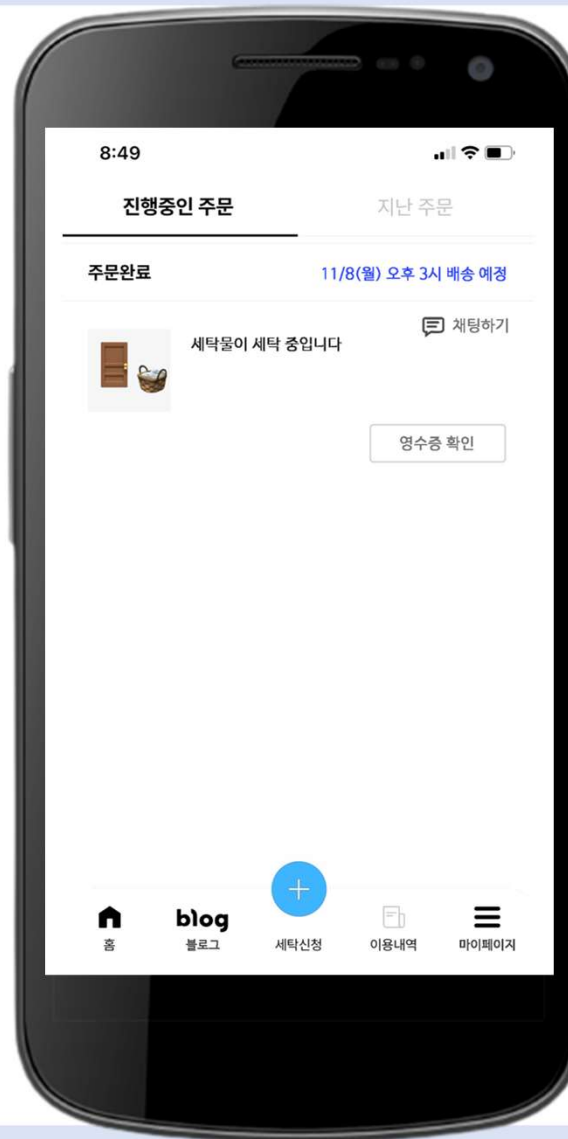 8:49
진행중인 주문 지난 주문
주문완료 11/8(월) 오후 3시 배송 예정
채팅하기
세탁물이 세탁 중입니다
영수증 확인
blog
홈 블로그 세탁신청 이용내역 마이페이지